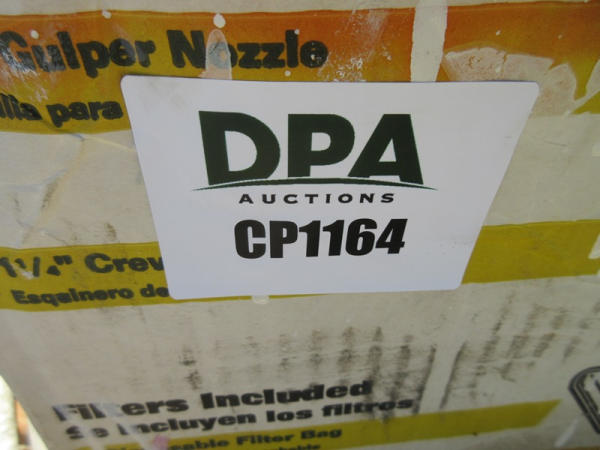 Gulper Nozzle
para
DPA
AUCTIONS
CP1164
1¼" Crev
Esquinero de
Filters Included
Se incluyen los filtros
Filter Bag